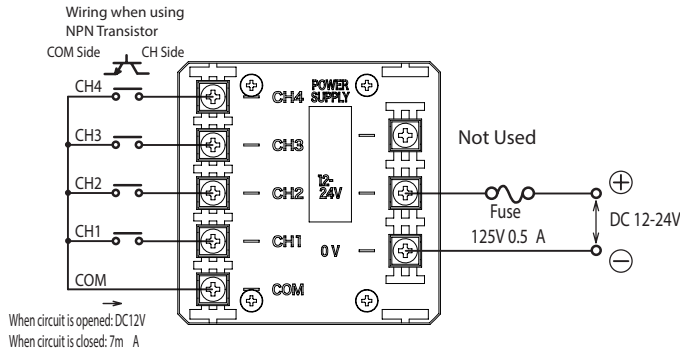 Wiring when using
NPN Transistor
COM Side CH Side
CH4
CH3
CH2
CH1
COM
When circuit is opened: DC12V
When circuit is closed: 7m A
CH4
CH3
CH2
CH1
COM
POWER
SUPPLY
12-
24V
0 V
Not Used
Fuse
125V 0.5 A
+
DC 12-24V
−